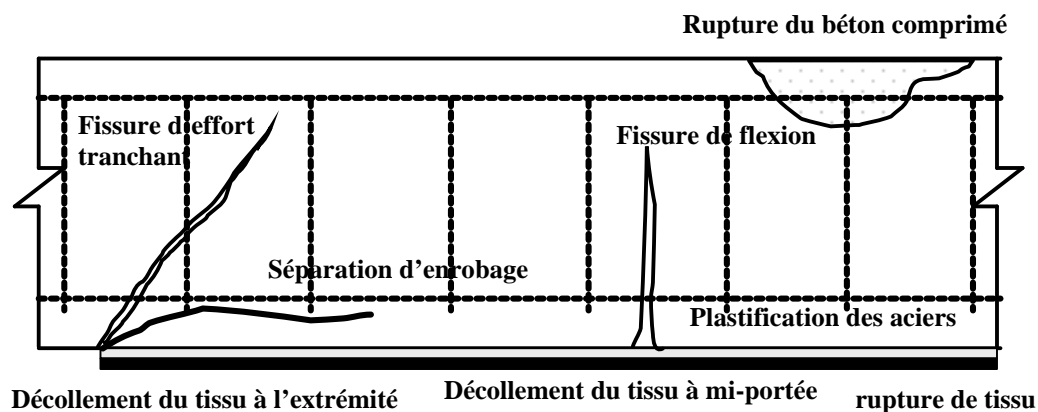 Rupture du béton comprimé
Fissure d'effort
tranchant
Fissure de flexion
Séparation d’enrobage
Plastification des aciers
Décollement du tissu à l’extrémité
Décollement du tissu à mi-portée
rupture de tissu